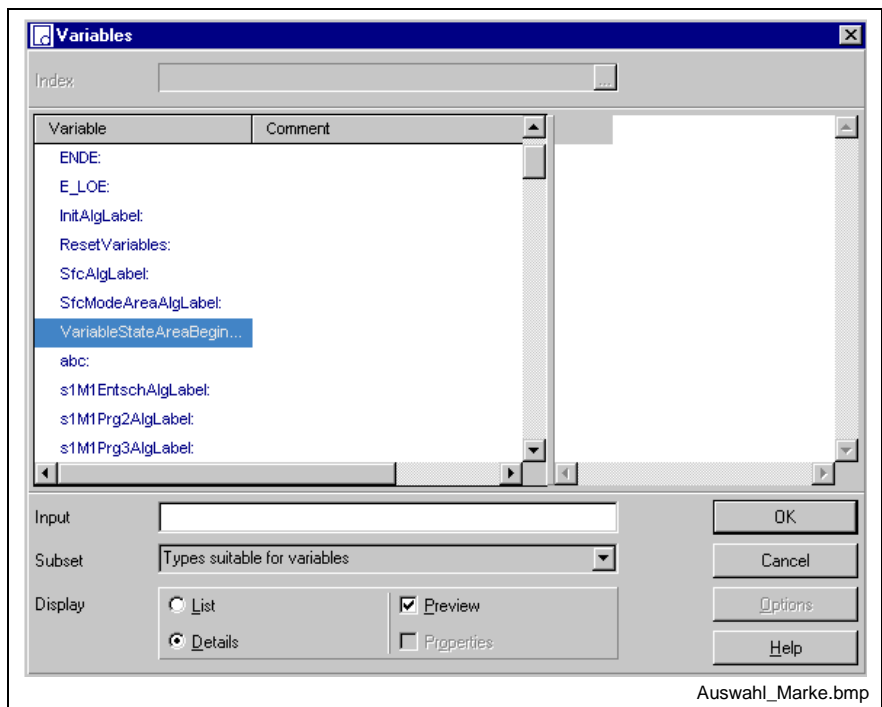 Variables
Index
...
Variable Comment
ENDE:
E_LOE:
InitAlgLabel:
ResetVariables:
SfcAlgLabel:
SfcModeAreaAlgLabel:
VariableStateAreaBegin...
abc:
s1M1EntschAlgLabel:
s1M1Prg2AlgLabel:
s1M1Prg3AlgLabel:
Input
OK
Subset Types suitable for variables
Cancel
Display List Preview
Options
Details Properties
Help
Auswahl_Marke.bmp